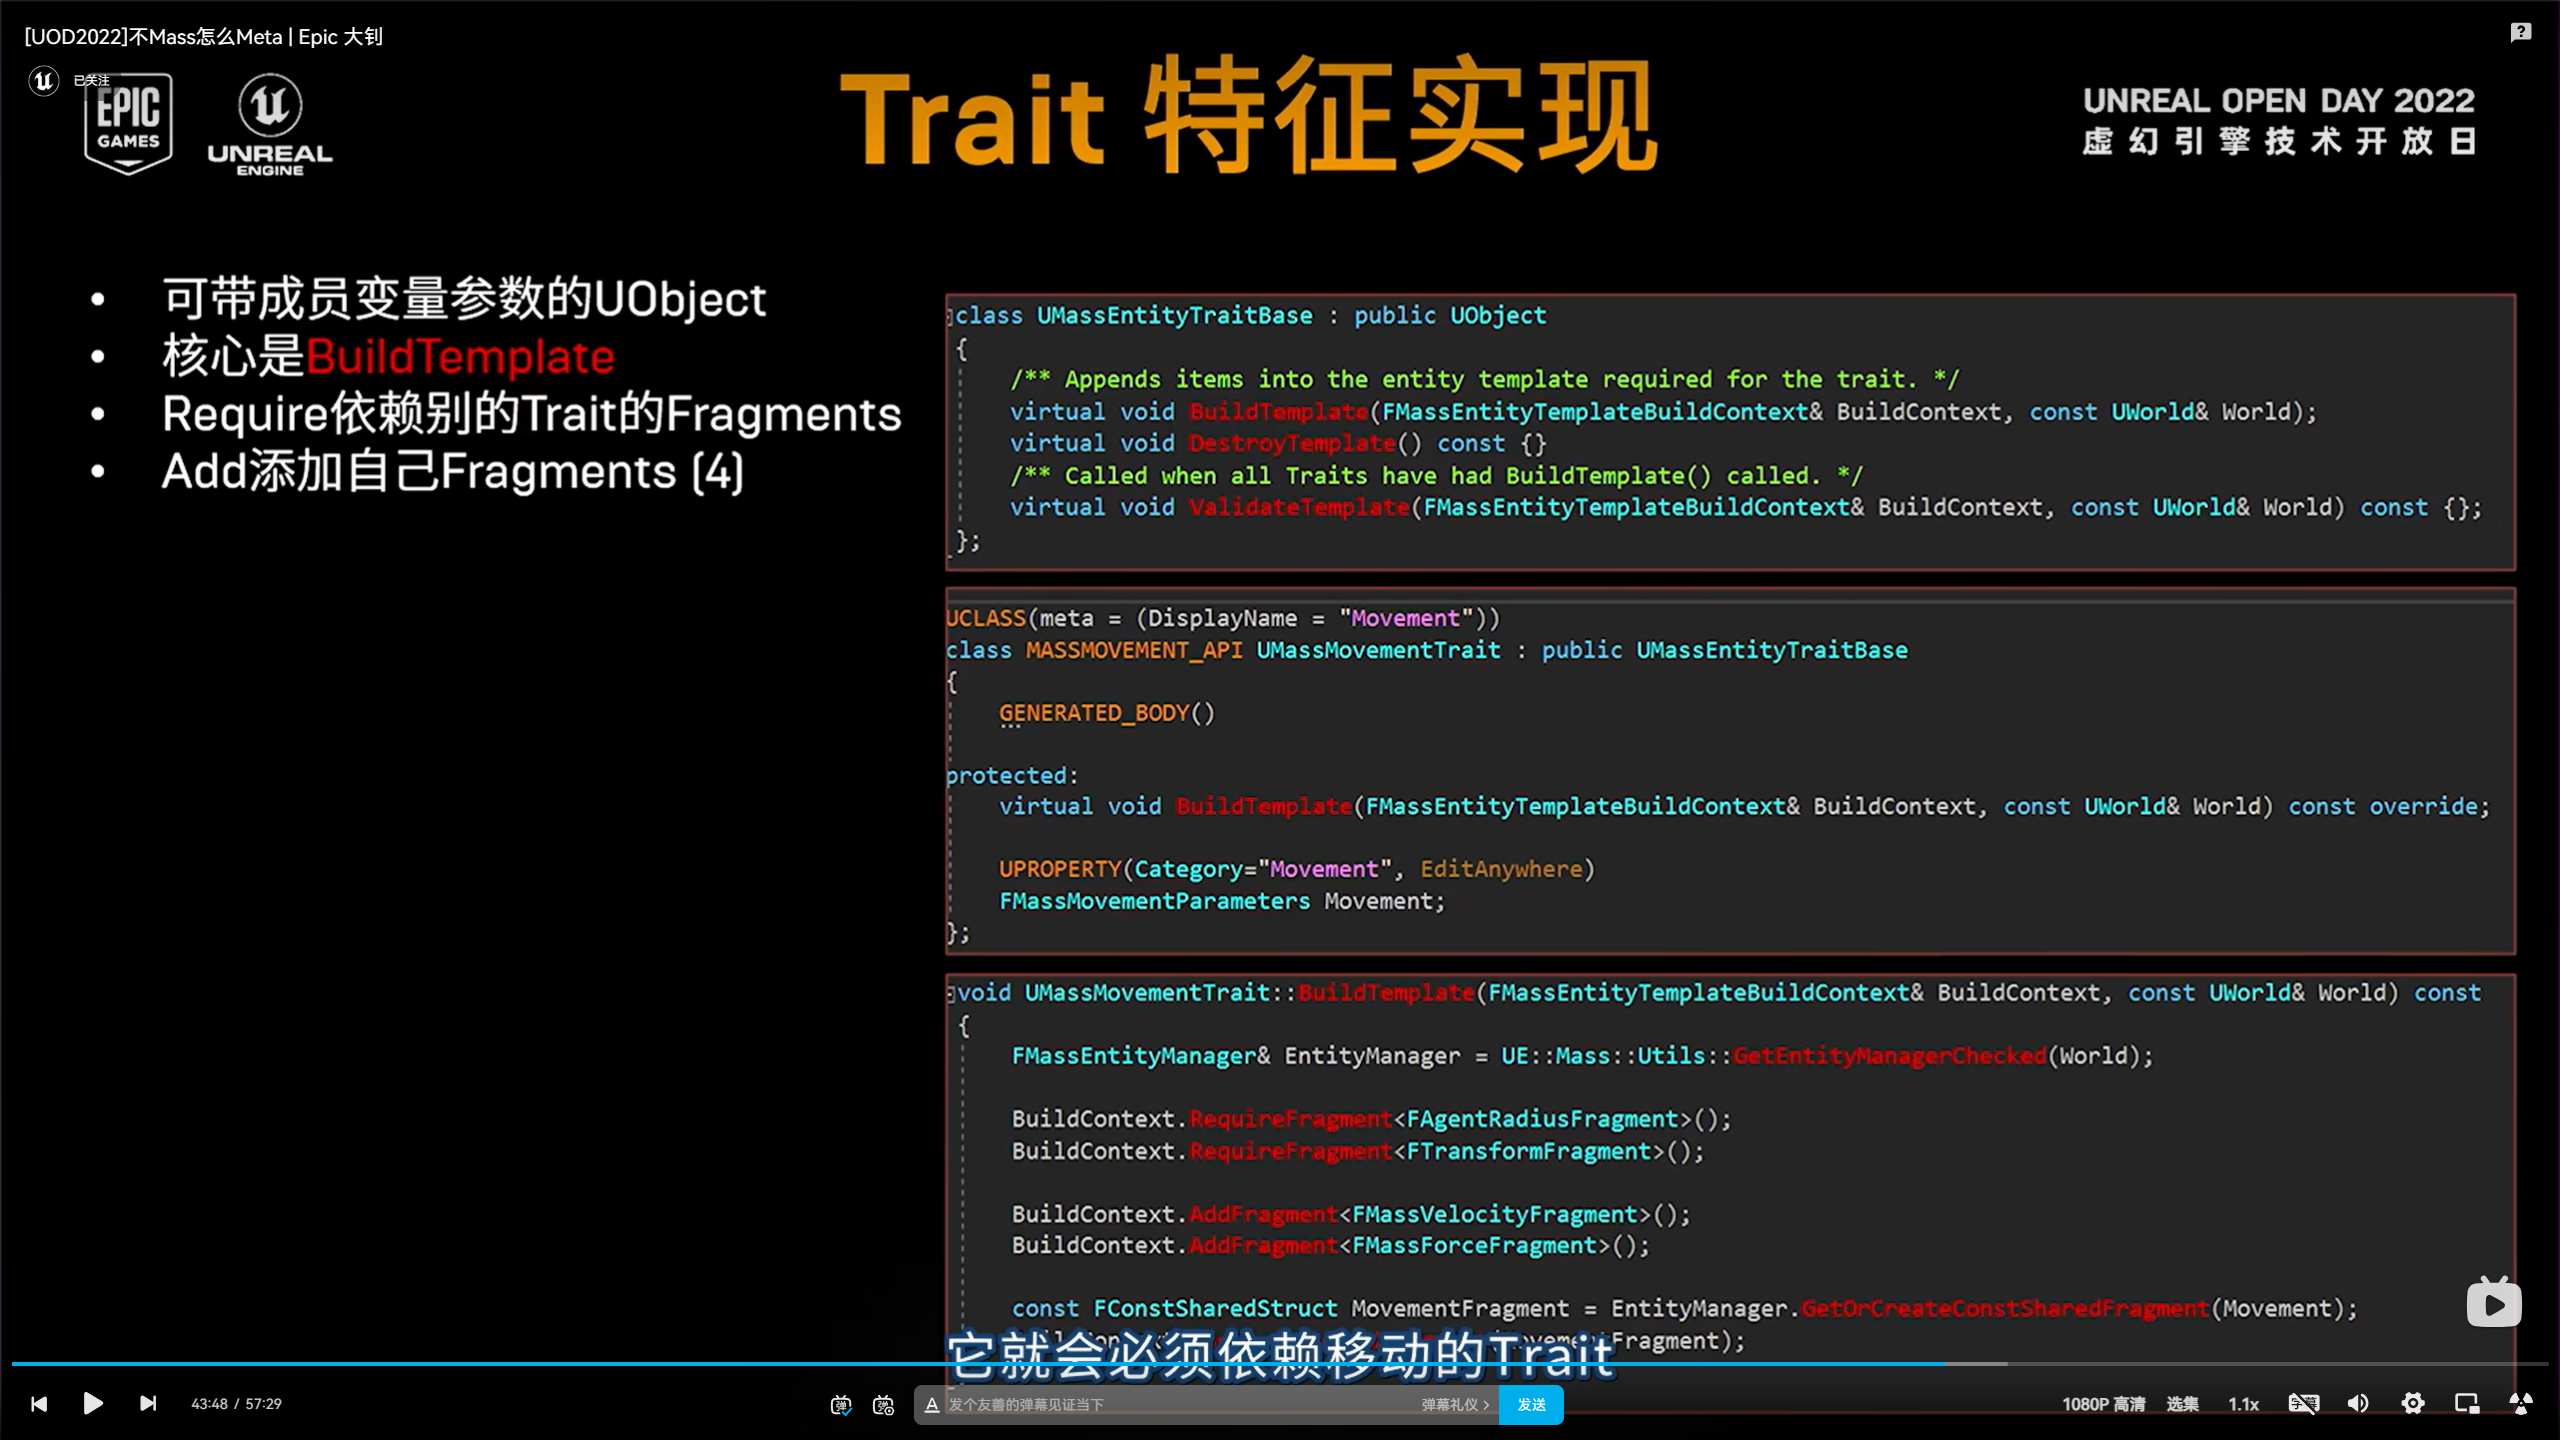 [UOD2022]不Mass怎么Meta | Epic 大钊
已关注
EPIC
GAMES
UNREAL
ENGINE
Trait 特征实现
UNREAL OPEN DAY 2022
虚幻引擎技术开放日
• 可带成员变量参数的UObject
• 核心是BuildTemplate
• Require依赖别的Trait的Fragments
• Add添加自己Fragments (4)
class UMassEntityTraitBase : public UObject
{
/** Appends items into the entity template required for the trait. */
virtual void BuildTemplate(FMassEntityTemplateBuildContext& BuildContext, const UWorld& World);
virtual void DestroyTemplate() const {}
/** Called when all Traits have had BuildTemplate() called. */
virtual void ValidateTemplate(FMassEntityTemplateBuildContext& BuildContext, const UWorld& World) const {};
};
UCLASS(meta = (DisplayName = "Movement"))
class MASSMOVEMENT_API UMassMovementTrait : public UMassEntityTraitBase
{
GENERATED_BODY()
protected:
virtual void BuildTemplate(FMassEntityTemplateBuildContext& BuildContext, const UWorld& World) const override;
UPROPERTY(Category="Movement", EditAnywhere)
FMassMovementParameters Movement;
};
void UMassMovementTrait::BuildTemplate(FMassEntityTemplateBuildContext& BuildContext, const UWorld& World) const
{
FMassEntityManager& EntityManager = UE::Mass::Utils::GetEntityManagerChecked(World);
BuildContext.RequireFragment<FAgentRadiusFragment>();
BuildContext.RequireFragment<FTransformFragment>();
BuildContext.AddFragment<FMassVelocityFragment>();
BuildContext.AddFragment<FMassForceFragment>();
const FConstSharedStruct MovementFragment = EntityManager.GetOrCreateConstSharedFragment(Movement);
Fragment);
它就会必须依赖移动的Trait
43:48 / 57:29
发个友善的弹幕见证当下
弹幕礼仪 >
发送
1080P 高清
选集
1.1x